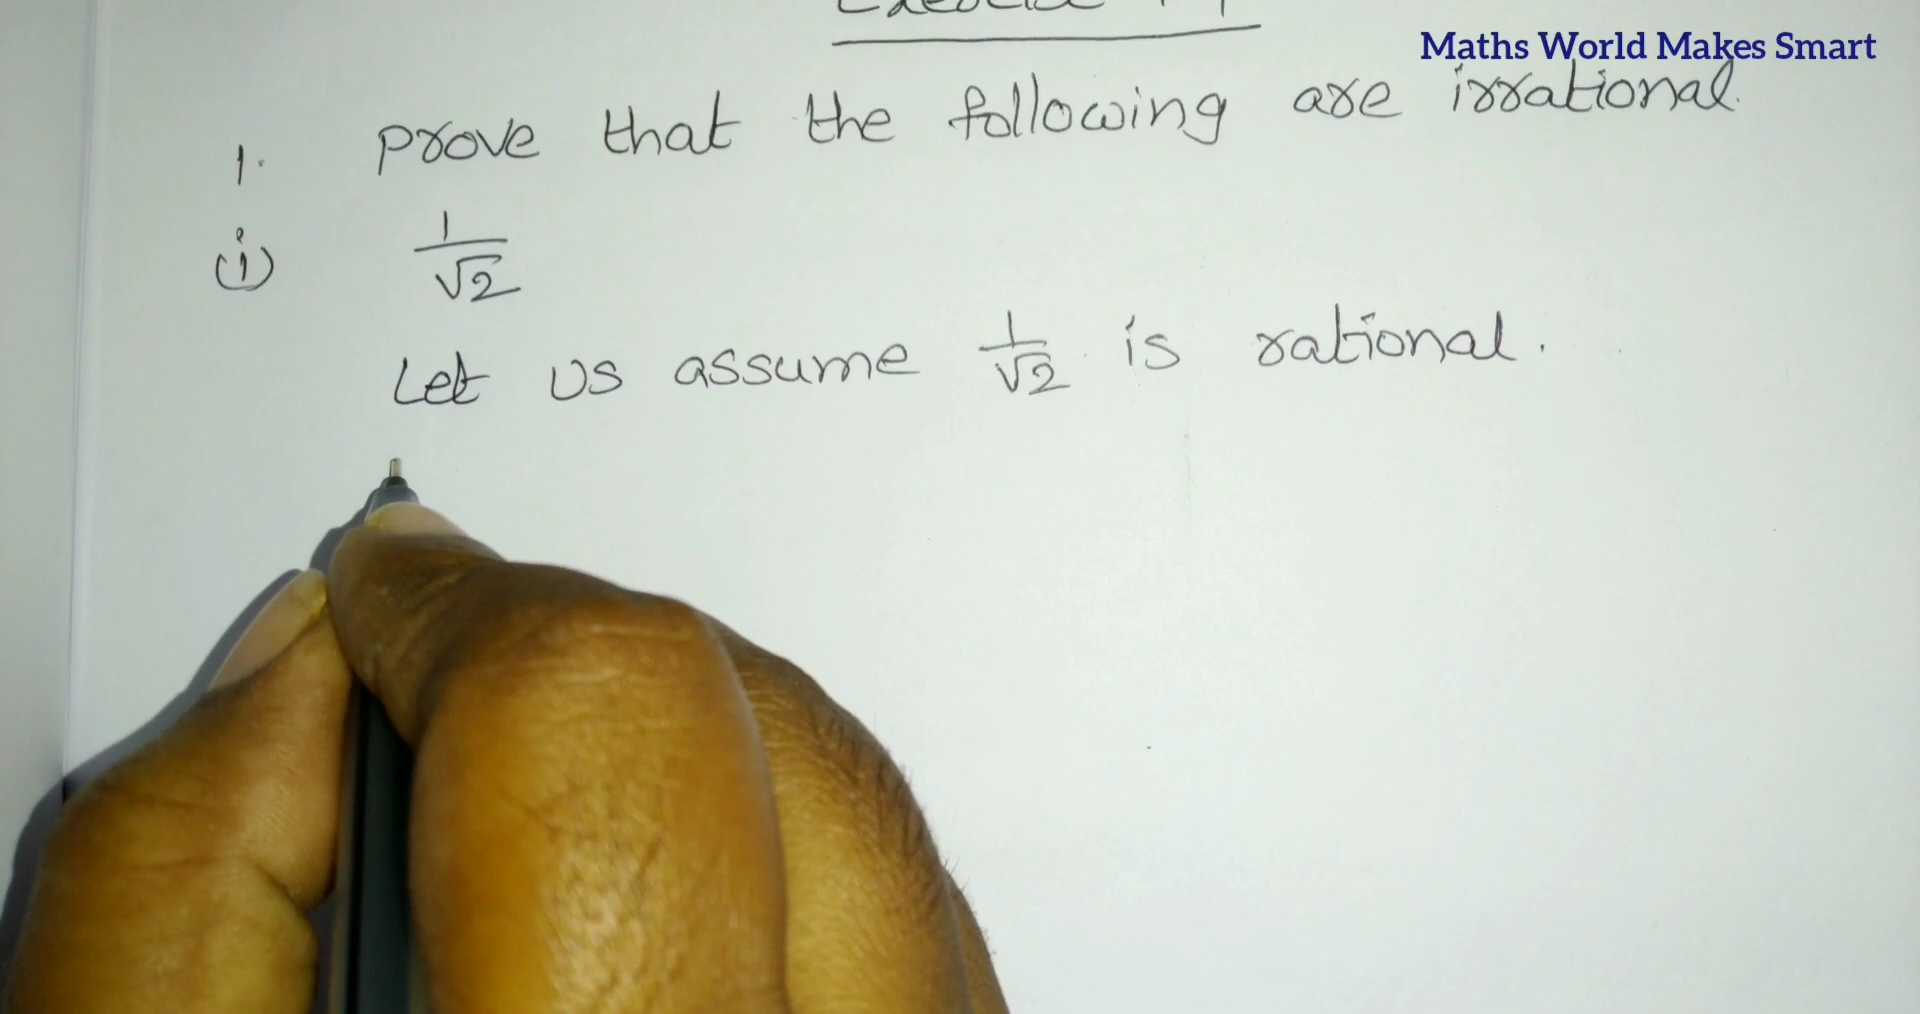 Maths World Makes Smart
1. Prove that the following are irrational.
(i) 1/√2
Let us assume 1/√2 is rational.